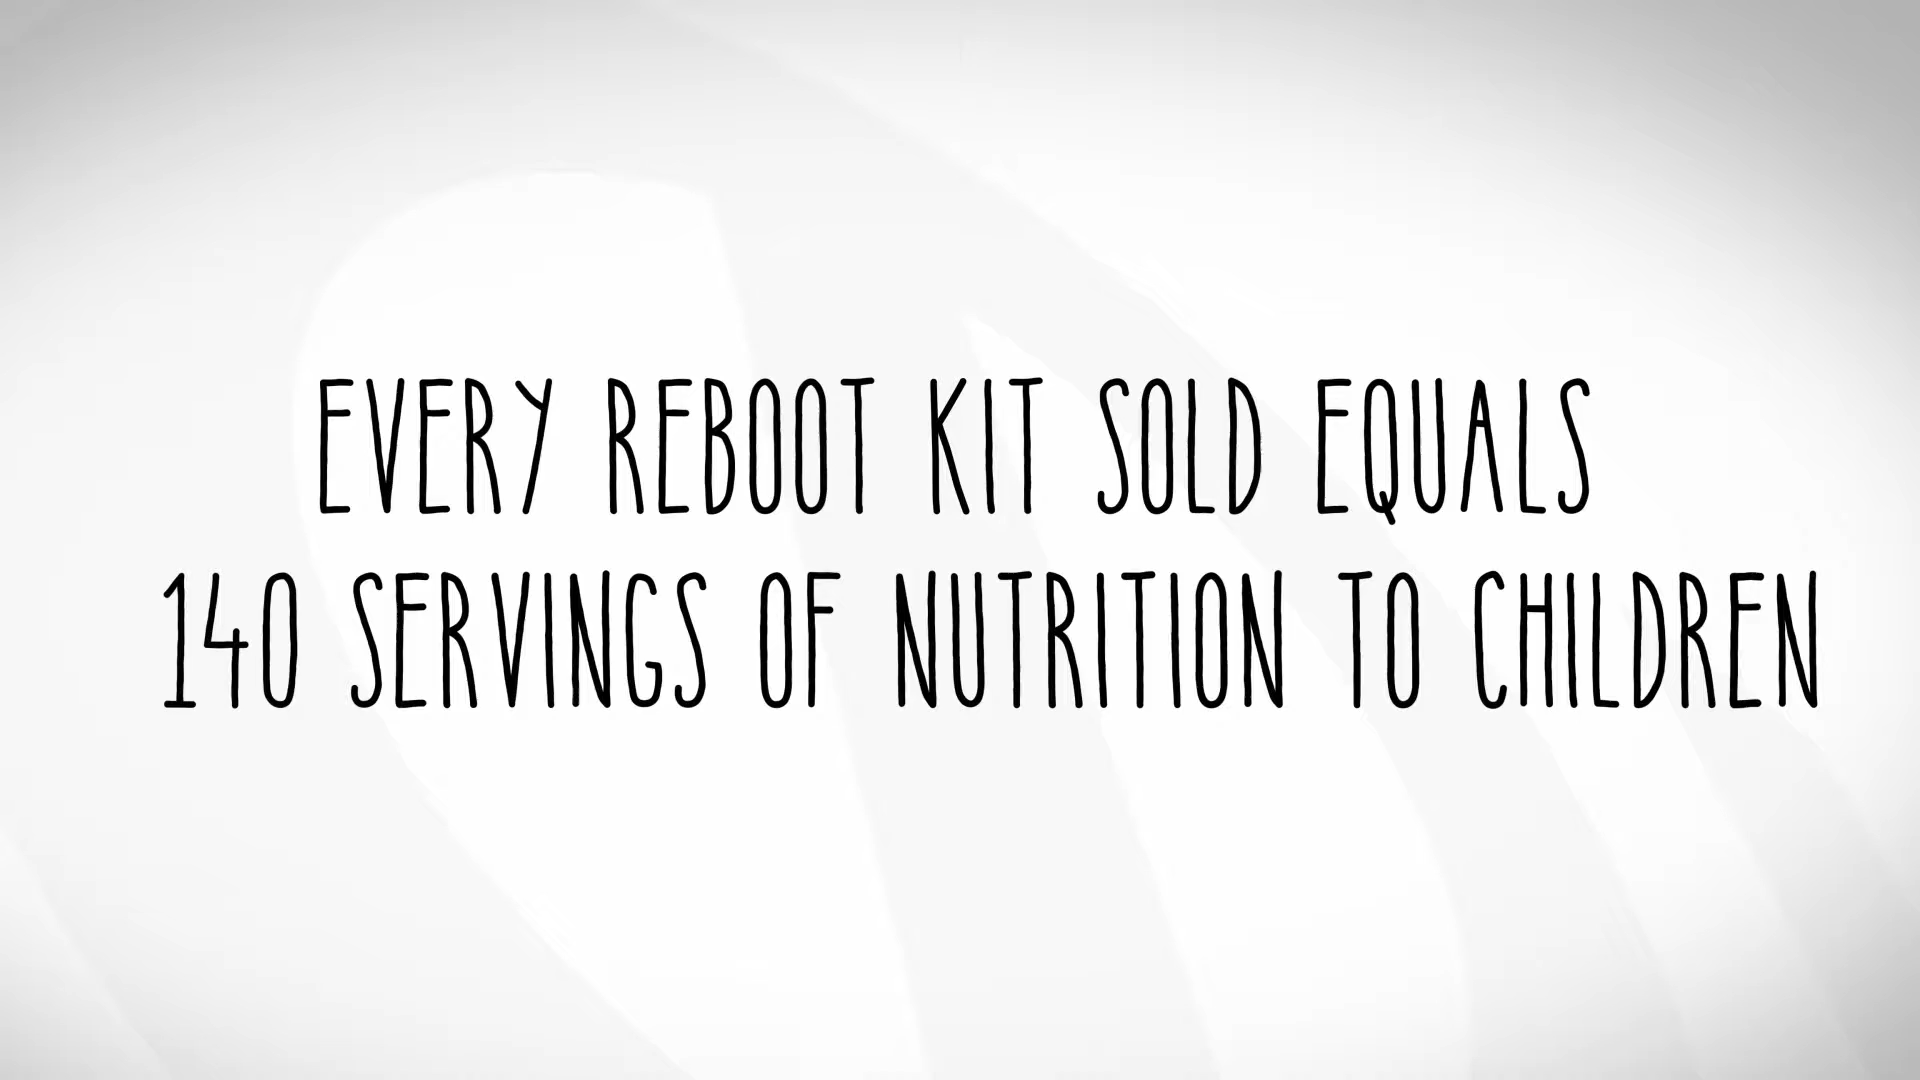 EVERY REBOOT KIT SOLD EQUALS
140 SERVINGS OF NUTRITION TO CHILDREN